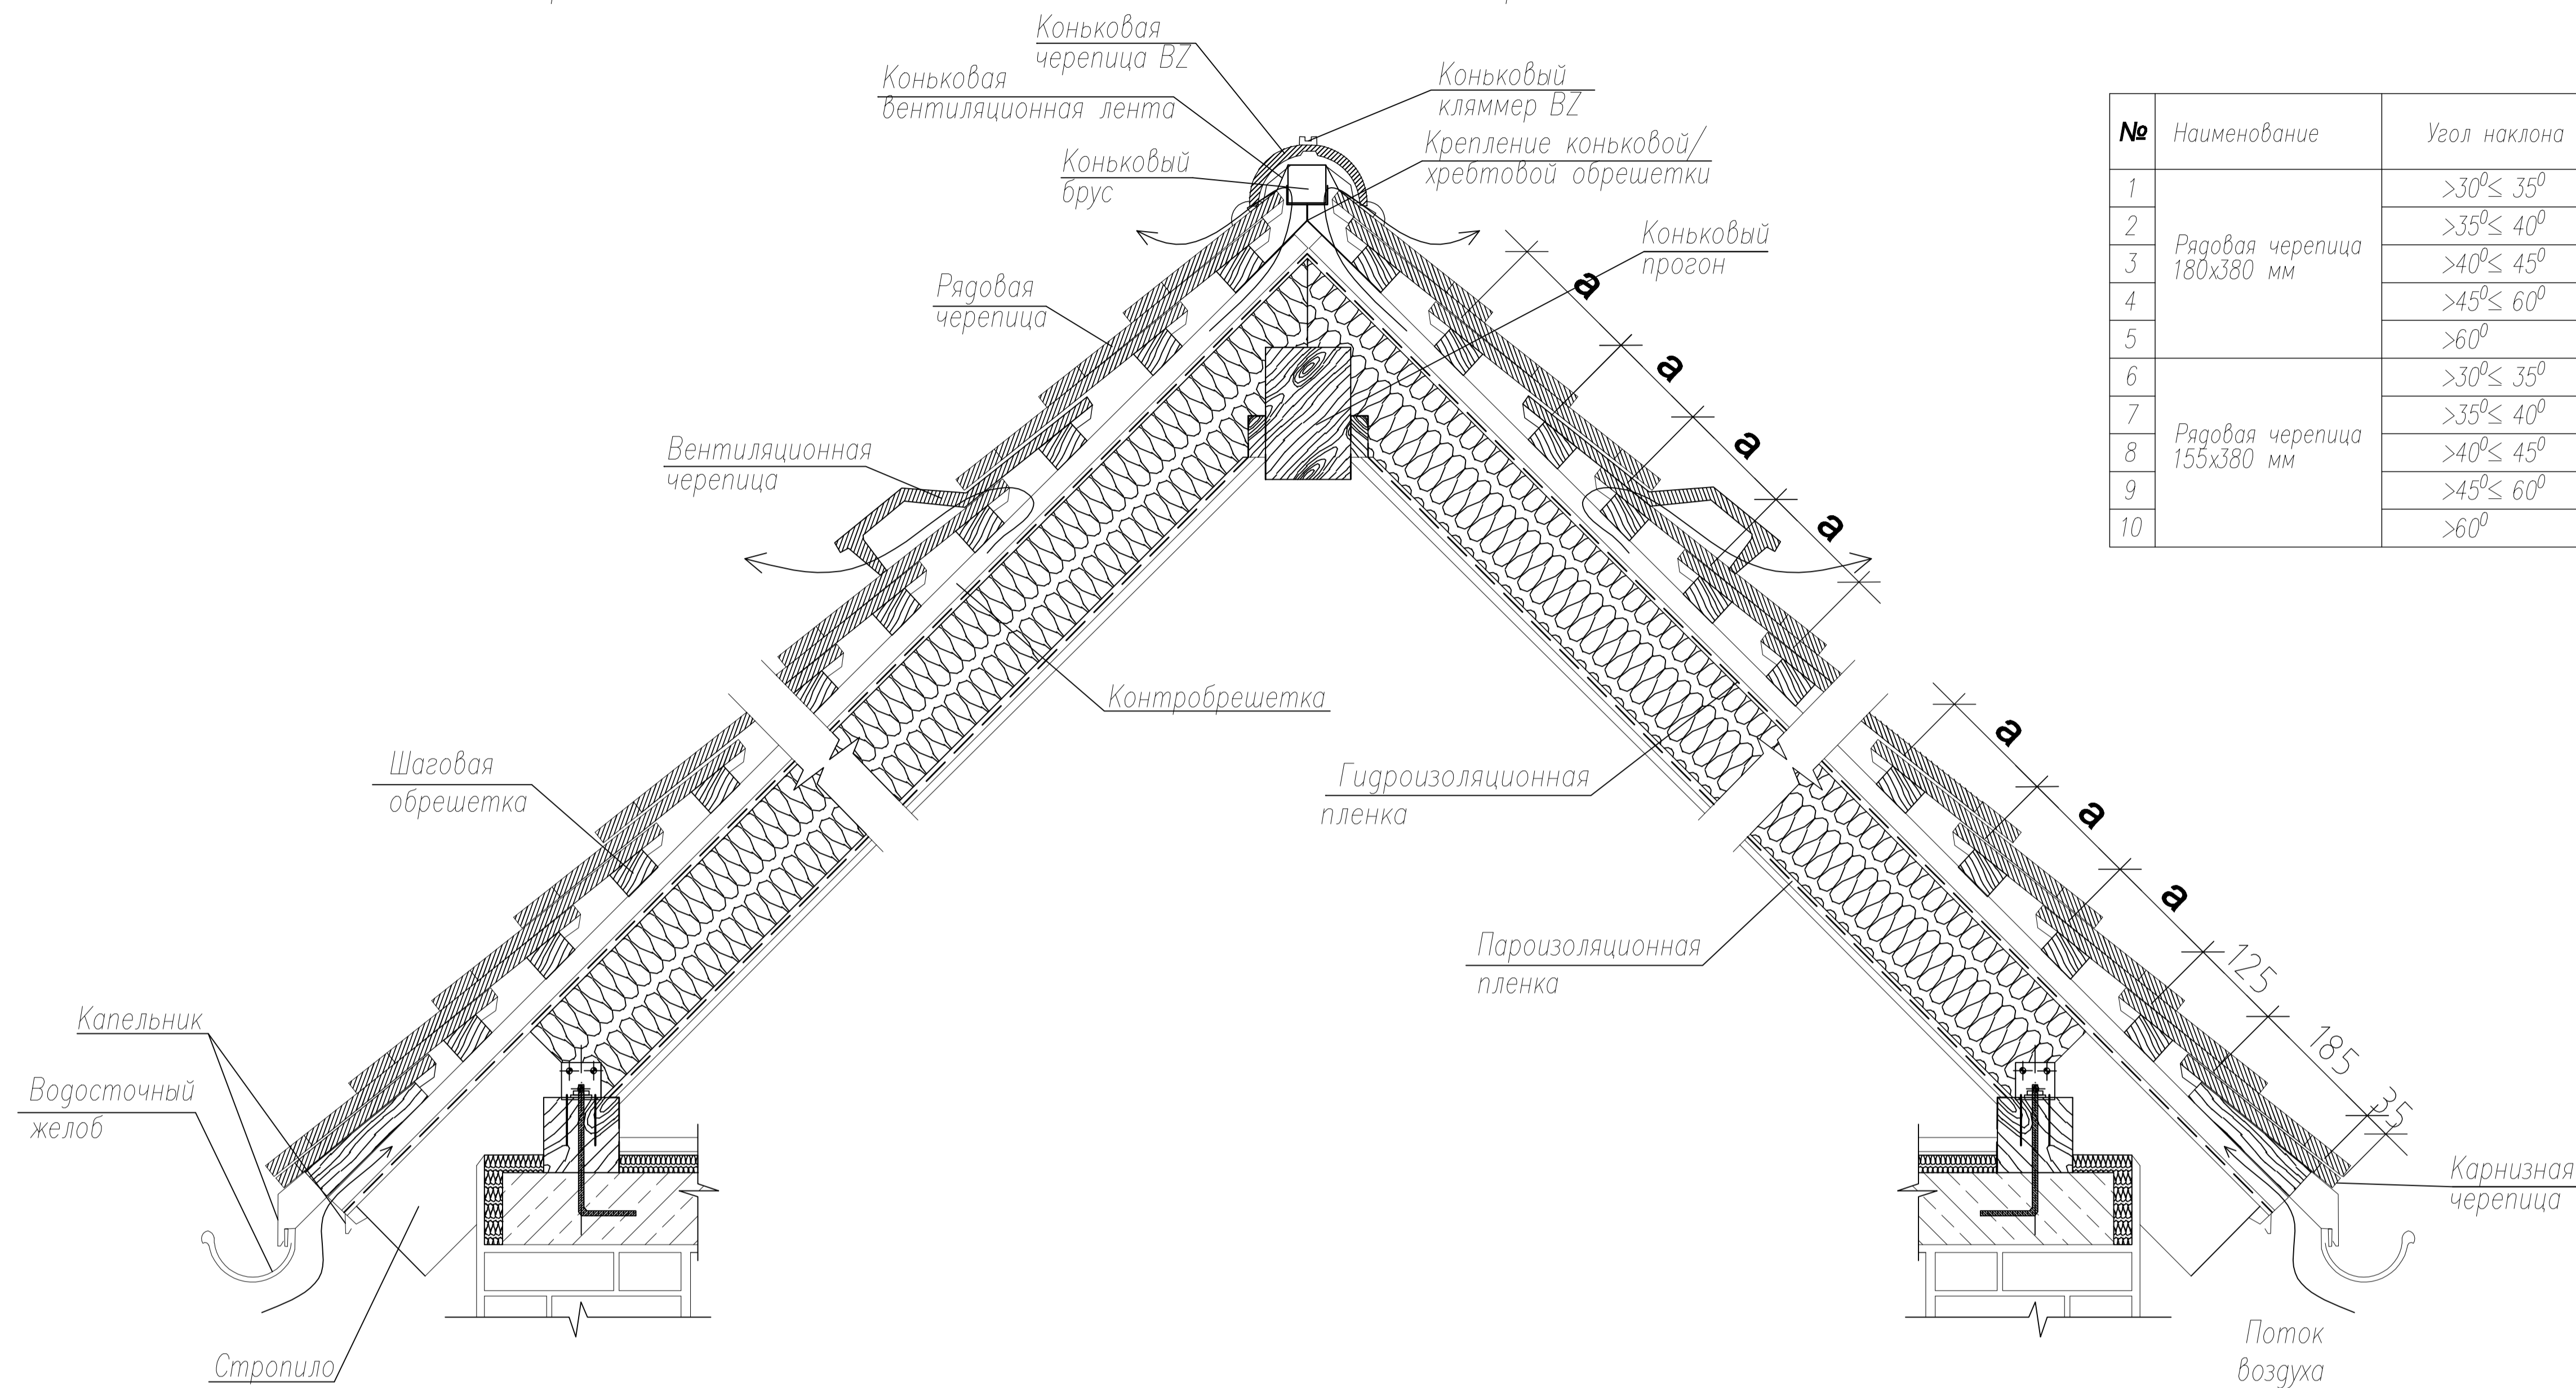 Коньковая
черепица BZ
Коньковая
вентиляционная лента
Коньковый
кляммер BZ
Крепление коньковой/
хребтовой обрешетки
Коньковый
брус
Коньковый
прогон
Рядовая
черепица
Вентиляционная
черепица
Контробрешетка
Шаговая
обрешетка
Гидроизоляционная
пленка
Пароизоляционная
пленка
Капельник
Водосточный
желоб
Стропило
a
a
a
a
a
a
a
125
185
35
Карнизная
черепица
Поток
воздуха
№ Наименование Угол наклона
1 >30⁰≤ 35⁰
2 >35⁰≤ 40⁰
Рядовая черепица
180x380 мм
3 >40⁰≤ 45⁰
4 >45⁰≤ 60⁰
5 >60⁰
6 >30⁰≤ 35⁰
7 >35⁰≤ 40⁰
Рядовая черепица
155x380 мм
8 >40⁰≤ 45⁰
9 >45⁰≤ 60⁰
10 >60⁰